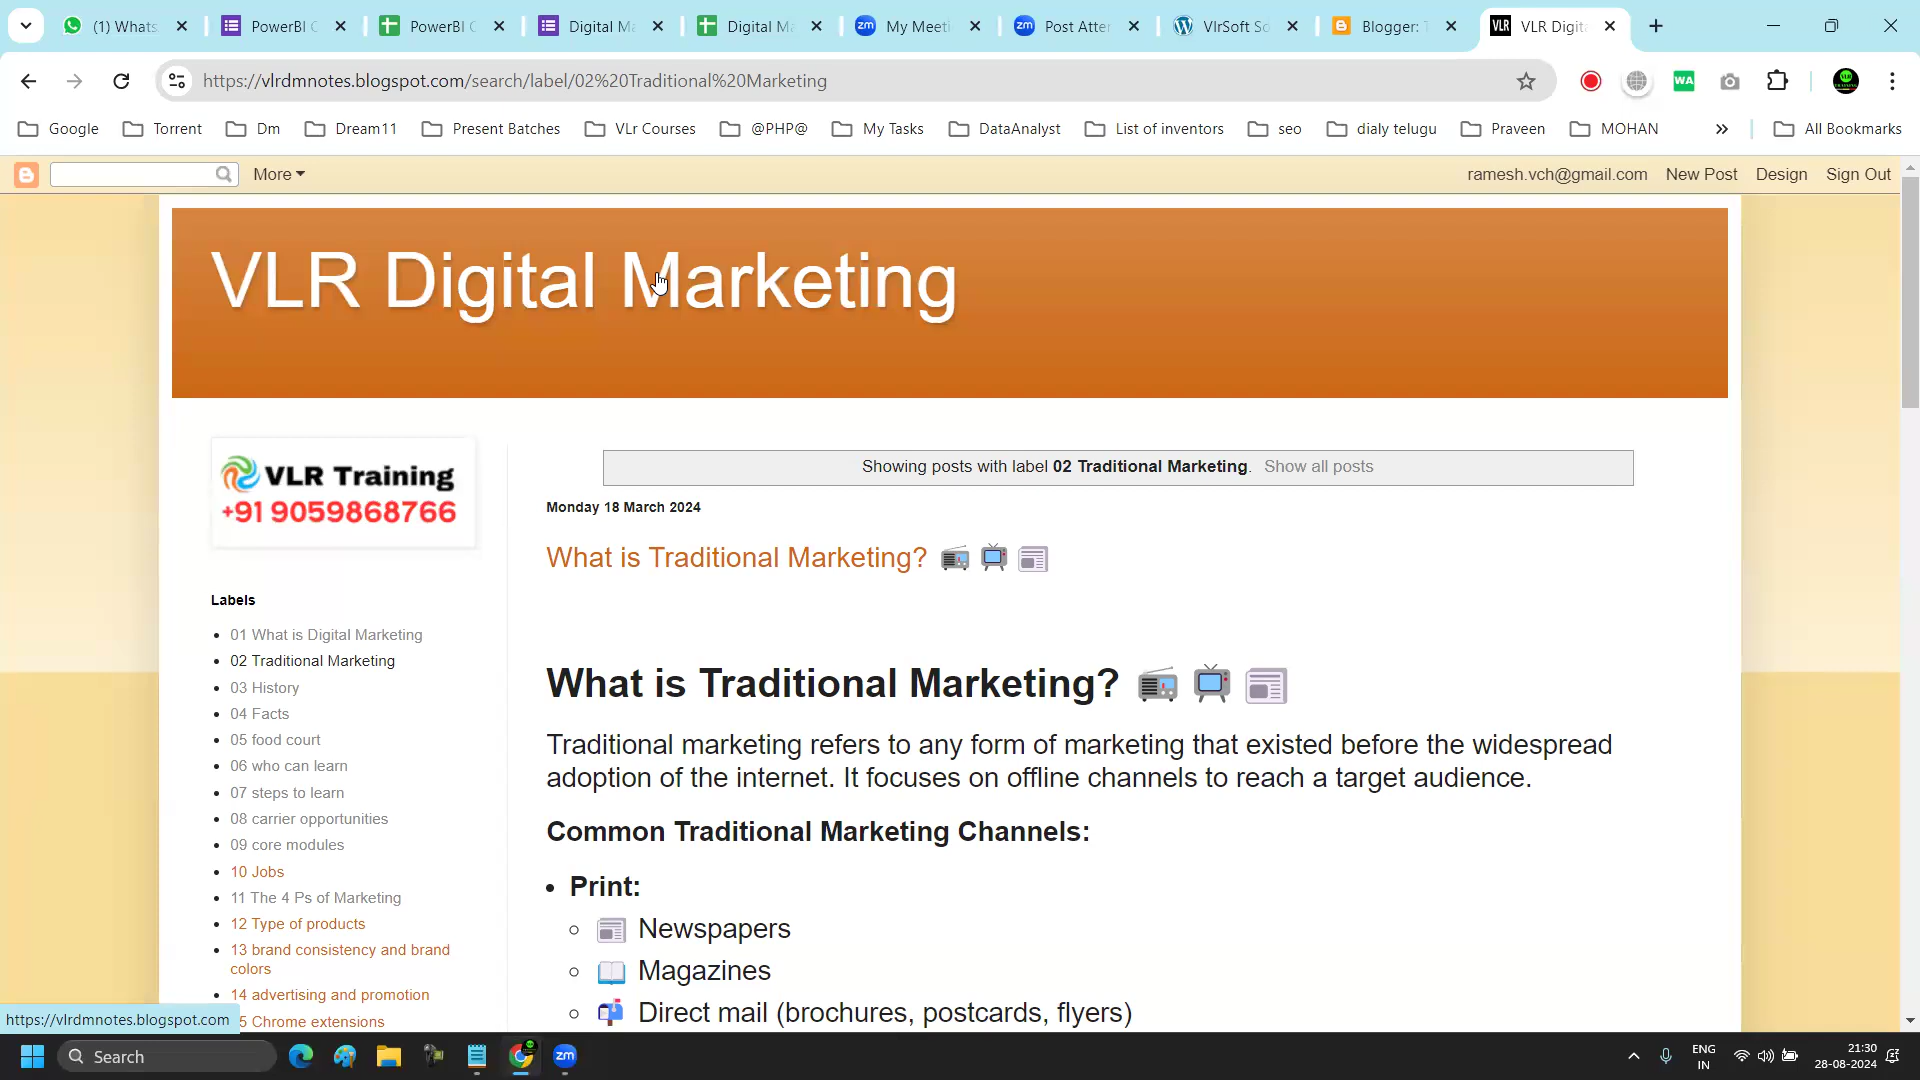 (1) Whats
PowerBI C
PowerBI C
Digital Ma
Digital Ma
My Meeti
Post Atter
VlrSoft So
Blogger: T
VLR Digita
https://vlrdmnotes.blogspot.com/search/label/02%20Traditional%20Marketing
Google
Torrent
Dm
Dream11
Present Batches
VLr Courses
@PHP@
My Tasks
DataAnalyst
List of inventors
seo
dialy telugu
Praveen
MOHAN
All Bookmarks
More
ramesh.vch@gmail.com New Post Design Sign Out
VLR Digital Marketing
VLR Training
+91 9059868766
Labels
01 What is Digital Marketing
02 Traditional Marketing
03 History
04 Facts
05 food court
06 who can learn
07 steps to learn
08 carrier opportunities
09 core modules
10 Jobs
11 The 4 Ps of Marketing
12 Type of products
13 brand consistency and brand
colors
14 advertising and promotion
5 Chrome extensions
Showing posts with label 02 Traditional Marketing. Show all posts
Monday 18 March 2024
What is Traditional Marketing?
What is Traditional Marketing?
Traditional marketing refers to any form of marketing that existed before the widespread
adoption of the internet. It focuses on offline channels to reach a target audience.
Common Traditional Marketing Channels:
Print:
Newspapers
Magazines
Direct mail (brochures, postcards, flyers)
https://vlrdmnotes.blogspot.com
Search
ENG
IN
21:30
28-08-2024